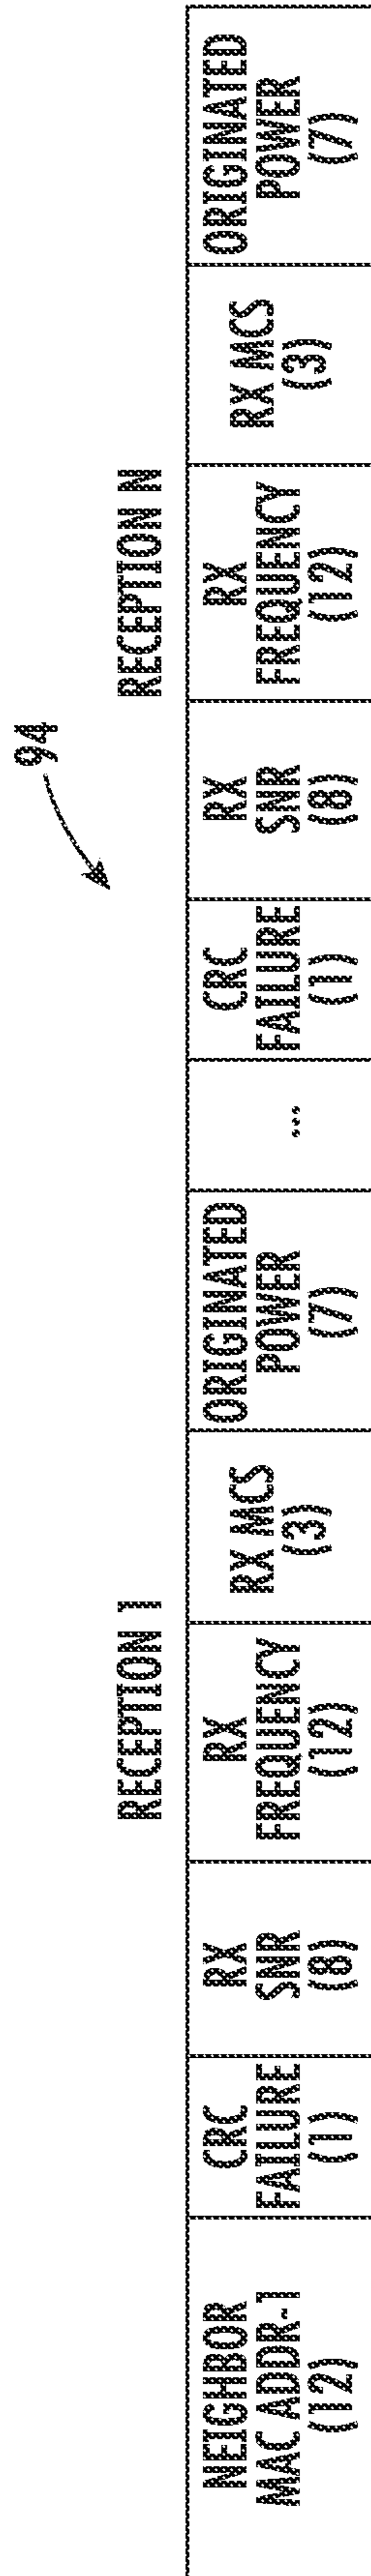 94
RECEPTION 1
RECEPTION N
NEIGHBOR
MAC ADDR-1
(12)
CRC
FAILURE
(1)
RX
SNR
(8)
RX
FREQUENCY
(12)
RX MCS
(3)
ORIGINATED
POWER
(7)
...
CRC
FAILURE
(1)
RX
SNR
(8)
RX
FREQUENCY
(12)
RX MCS
(3)
ORIGINATED
POWER
(7)